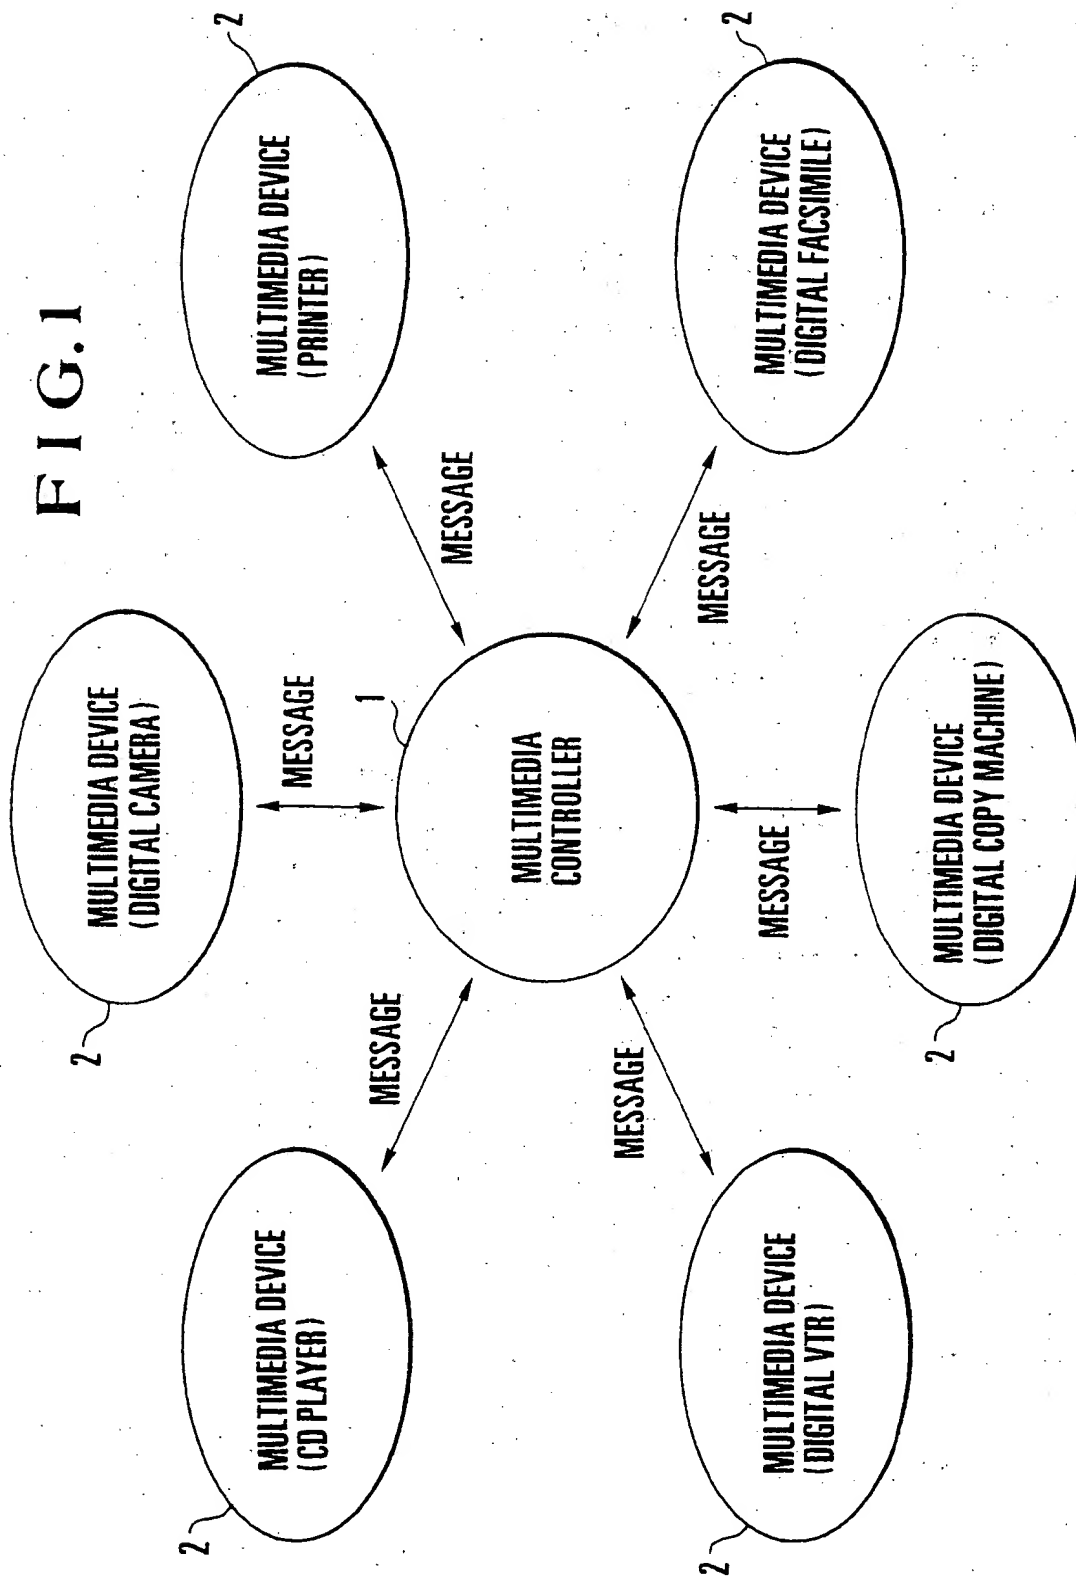 FIG.1
2
MULTIMEDIA DEVICE
(CD PLAYER)
2
MULTIMEDIA DEVICE
(DIGITAL CAMERA)
2
MULTIMEDIA DEVICE
(PRINTER)
MESSAGE
MESSAGE
MESSAGE
1
MULTIMEDIA
CONTROLLER
MESSAGE
MESSAGE
MESSAGE
2
MULTIMEDIA DEVICE
(DIGITAL VTR)
2
MULTIMEDIA DEVICE
(DIGITAL COPY MACHINE)
2
MULTIMEDIA DEVICE
(DIGITAL FACSIMILE)